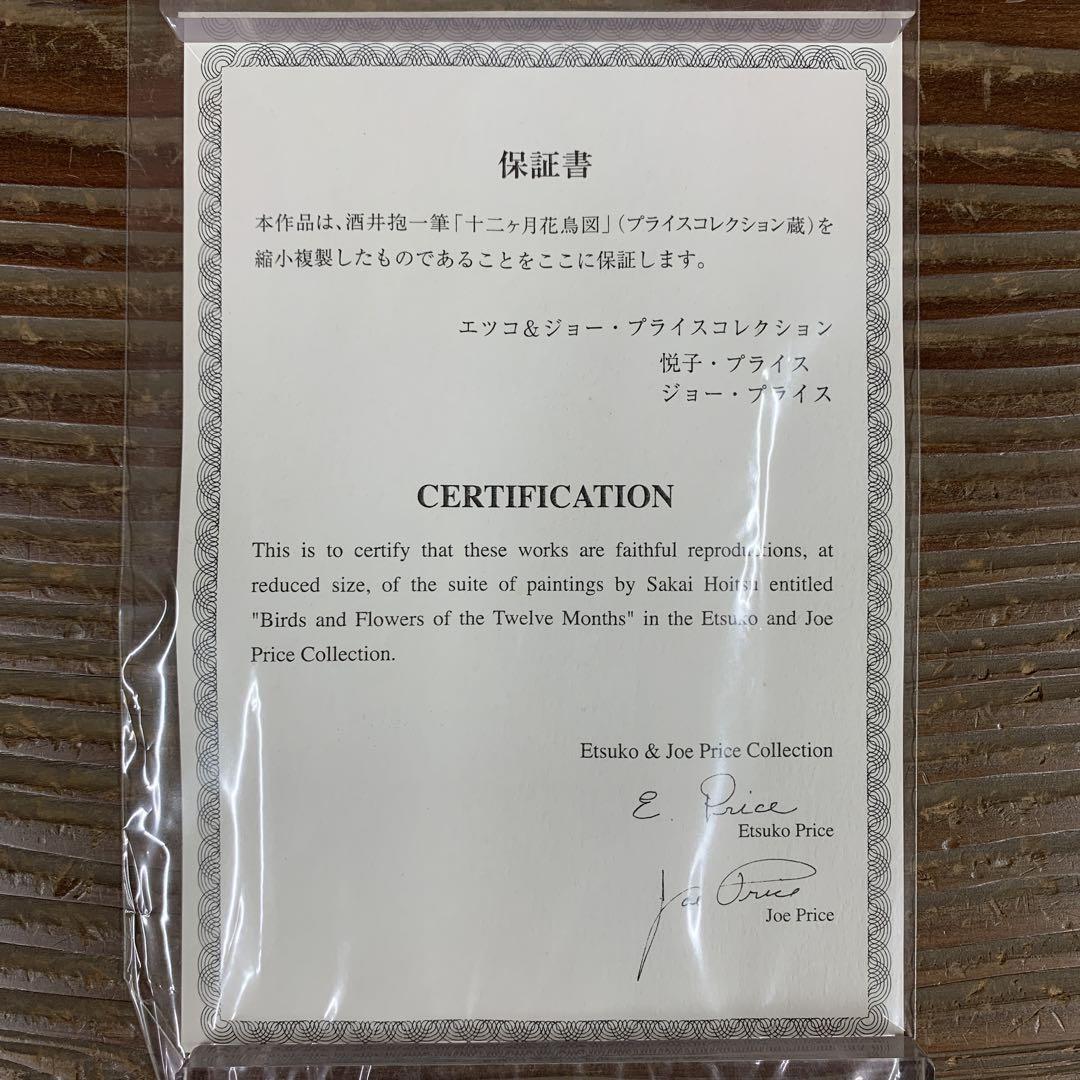 保証書
本作品は、酒井抱一筆「十二ヶ月花鳥図」（プライスコレクション蔵）を
縮小複製したものであることをここに保証します。
エツコ＆ジョー・プライスコレクション
悦子・プライス
ジョー・プライス
CERTIFICATION
This is to certify that these works are faithful reproductions, at
reduced size, of the suite of paintings by Sakai Hoitsu entitled
"Birds and Flowers of the Twelve Months" in the Etsuko and Joe
Price Collection.
Etsuko & Joe Price Collection
E. Price
Etsuko Price
Joe Price
Joe Price